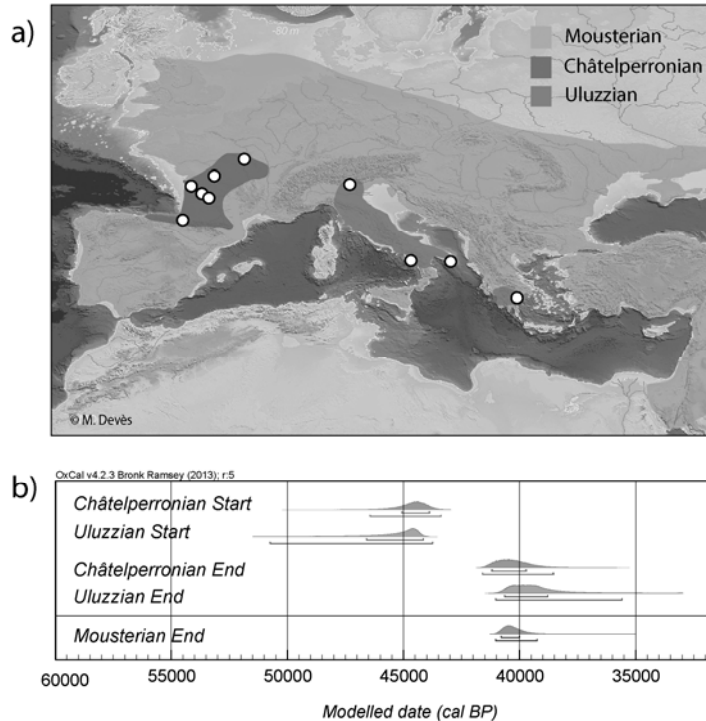 a)
-80 m
Mousterian
Châtelperronian
Uluzzian
© M. Devès
b)
OxCal v4.2.3 Bronk Ramsey (2013); r:5
Châtelperronian Start
Uluzzian Start
Châtelperronian End
Uluzzian End
Mousterian End
60000 55000 50000 45000 40000 35000
Modelled date (cal BP)